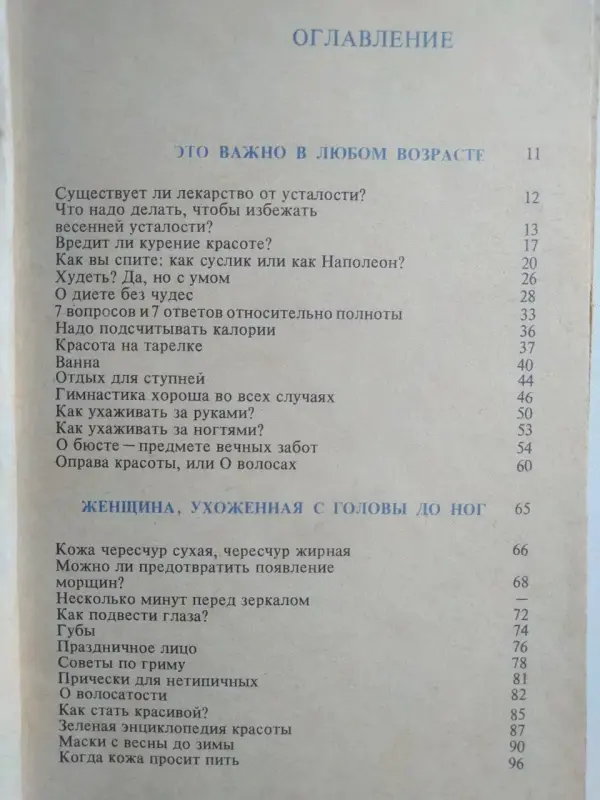 ОГЛАВЛЕНИЕ
ЭТО ВАЖНО В ЛЮБОМ ВОЗРАСТЕ 11
Существует ли лекарство от усталости? 12
Что надо делать, чтобы избежать
весенней усталости? 13
Вредит ли курение красоте? 17
Как вы спите: как суслик или как Наполеон? 20
Худеть? Да, но с умом 26
О диете без чудес 28
7 вопросов и 7 ответов относительно полноты 33
Надо подсчитывать калории 36
Красота на тарелке 37
Ванна 40
Отдых для ступней 44
Гимнастика хороша во всех случаях 46
Как ухаживать за руками? 50
Как ухаживать за ногтями? 53
О бюсте — предмете вечных забот 54
Оправа красоты, или О волосах 60
ЖЕНЩИНА, УХОЖЕННАЯ С ГОЛОВЫ ДО НОГ 65
Кожа чересчур сухая, чересчур жирная 66
Можно ли предотвратить появление
морщин? 68
Несколько минут перед зеркалом —
Как подвести глаза? 72
Губы 74
Праздничное лицо 76
Советы по гриму 78
Прически для нетипичных 81
О волосатости 82
Как стать красивой? 85
Зеленая энциклопедия красоты 87
Маски с весны до зимы 90
Когда кожа просит пить 96